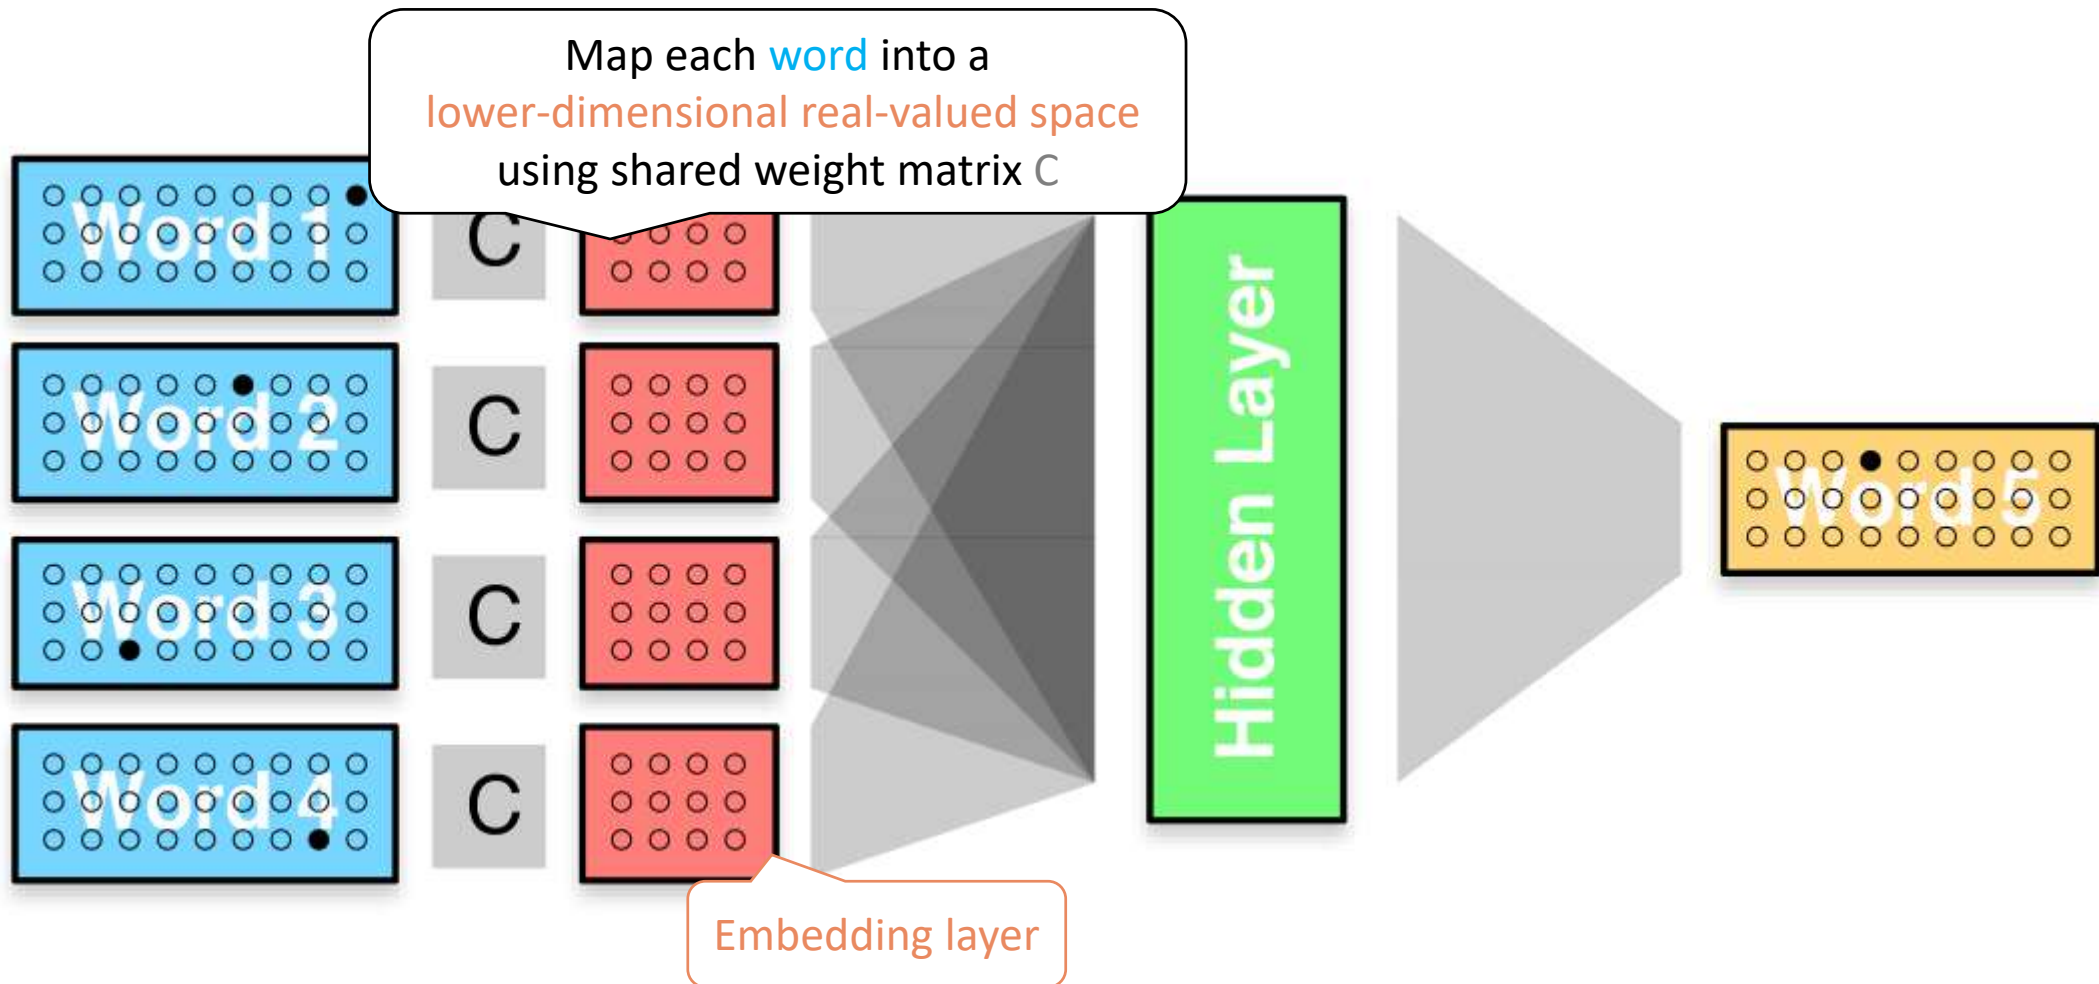 Map each word into a
lower-dimensional real-valued space
using shared weight matrix C
Word 1
C
Word 2
C
Word 3
C
Word 4
C
Hidden Layer
Word 5
Embedding layer